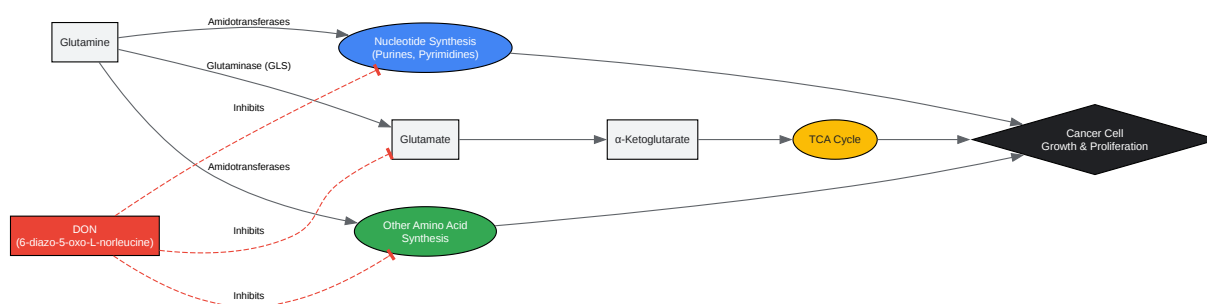 Amidotransferases
Glutamine
Nucleotide Synthesis
(Purines, Pyrimidines)
Glutaminase (GLS)
Inhibits
Glutamate
α-Ketoglutarate
TCA Cycle
Cancer Cell
Growth & Proliferation
Amidotransferases
DON
(6-diazo-5-oxo-L-norleucine)
Inhibits
Other Amino Acid
Synthesis
Inhibits